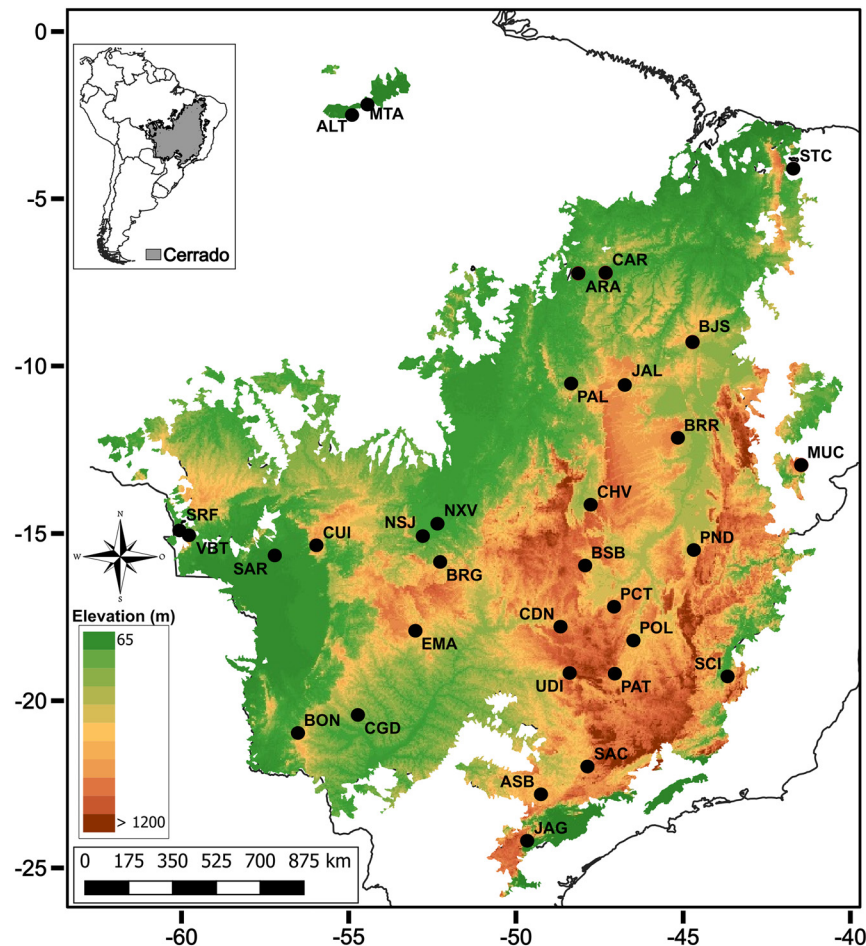 0
MTA
ALT
STC
-5
Cerrado
CAR
ARA
BJS
-10
JAL
PAL
BRR
MUC
CHV
NXV
SRF
NSJ
-15
CUI
PND
N
VBT
BSB
W
O
SAR
BRG
S
PCT
Elevation (m)
CDN
65
POL
EMA
SCI
UDI
PAT
-20
BON
CGD
SAC
ASB
> 1200
JAG
0 175 350 525 700 875 km
-25
-60 -55 -50 -45 -40